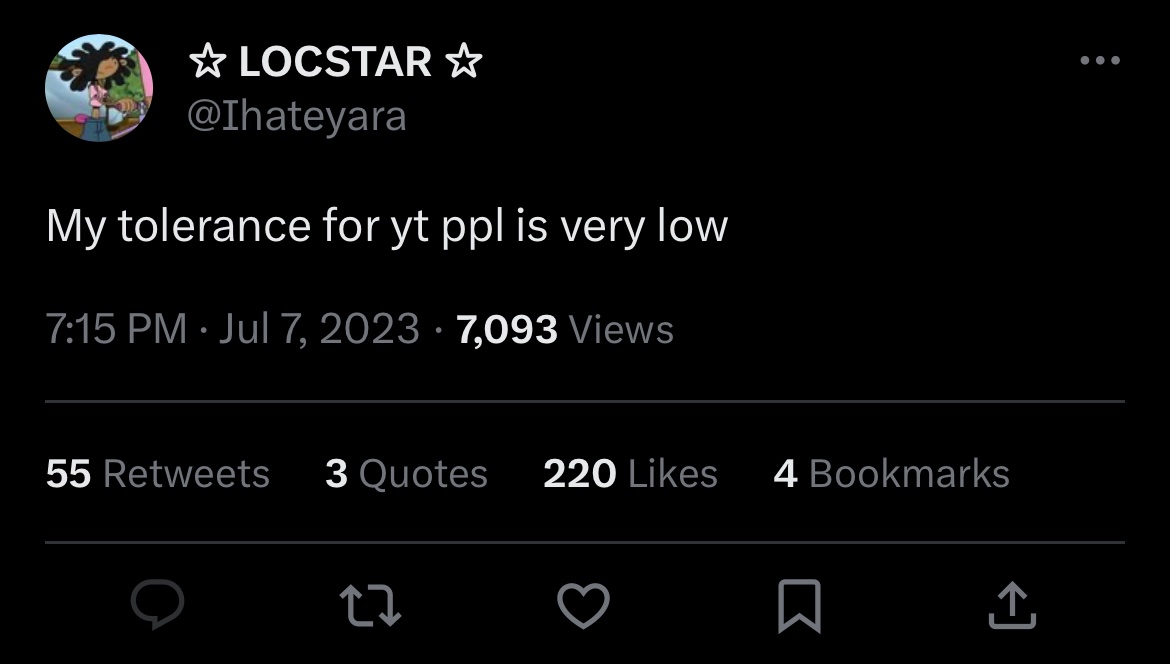 ☆ LOCSTAR ☆
@Ihateyara
My tolerance for yt ppl is very low
7:15 PM · Jul 7, 2023 · 7,093 Views
55 Retweets 3 Quotes 220 Likes 4 Bookmarks